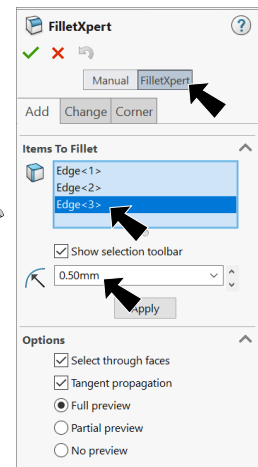 FilletXpert
?
Manual FilletXpert
Add Change Corner
Items To Fillet
Edge<1>
Edge<2>
Edge<3>
Show selection toolbar
0.50mm
Apply
Options
Select through faces
Tangent propagation
Full preview
Partial preview
No preview